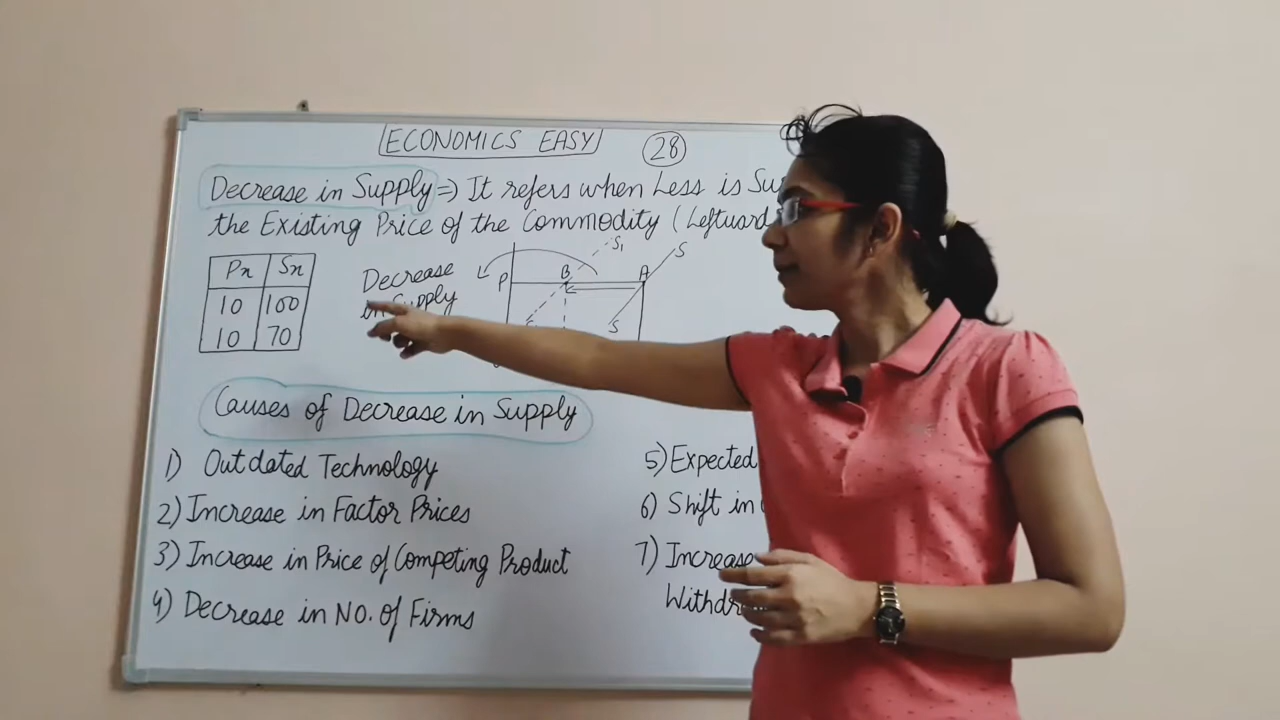 ECONOMICS EASY 28
Decrease in Supply => It refers when Less is
the Existing Price of the Commodity (Leftward
Px Sx
10 100
10 70
Decrease
in Supply
S1
S
P B A
S
Causes of Decrease in Supply
1) Outdated Technology
2) Increase in Factor Prices
3) Increase in Price of Competing Product
4) Decrease in No. of Firms
5) Expected
6) Shift in
7) Increase